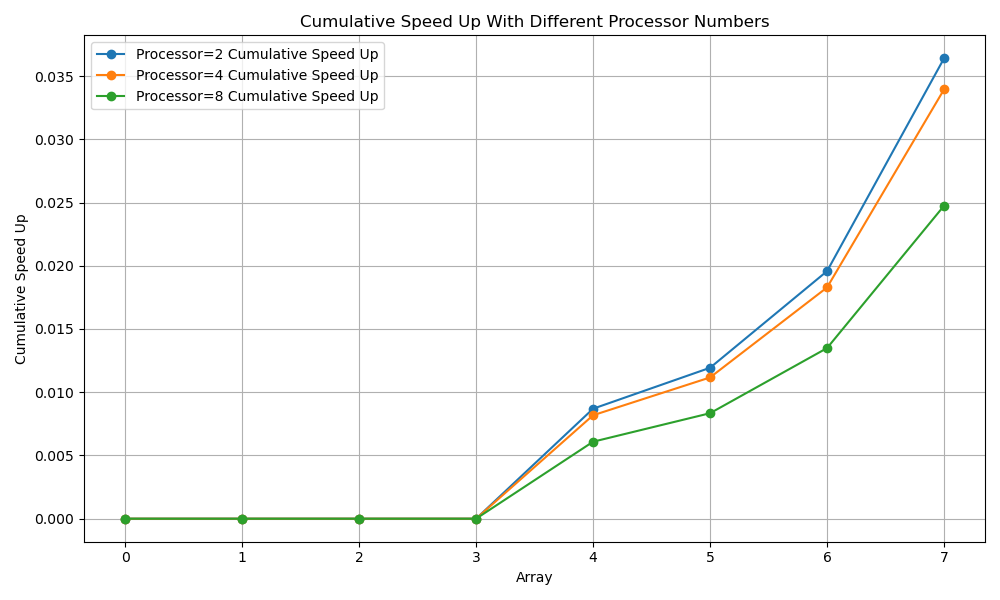 Cumulative Speed Up With Different Processor Numbers
Processor=2 Cumulative Speed Up
Processor=4 Cumulative Speed Up
Processor=8 Cumulative Speed Up
Cumulative Speed Up
0.035
0.030
0.025
0.020
0.015
0.010
0.005
0.000
0 1 2 3 4 5 6 7
Array